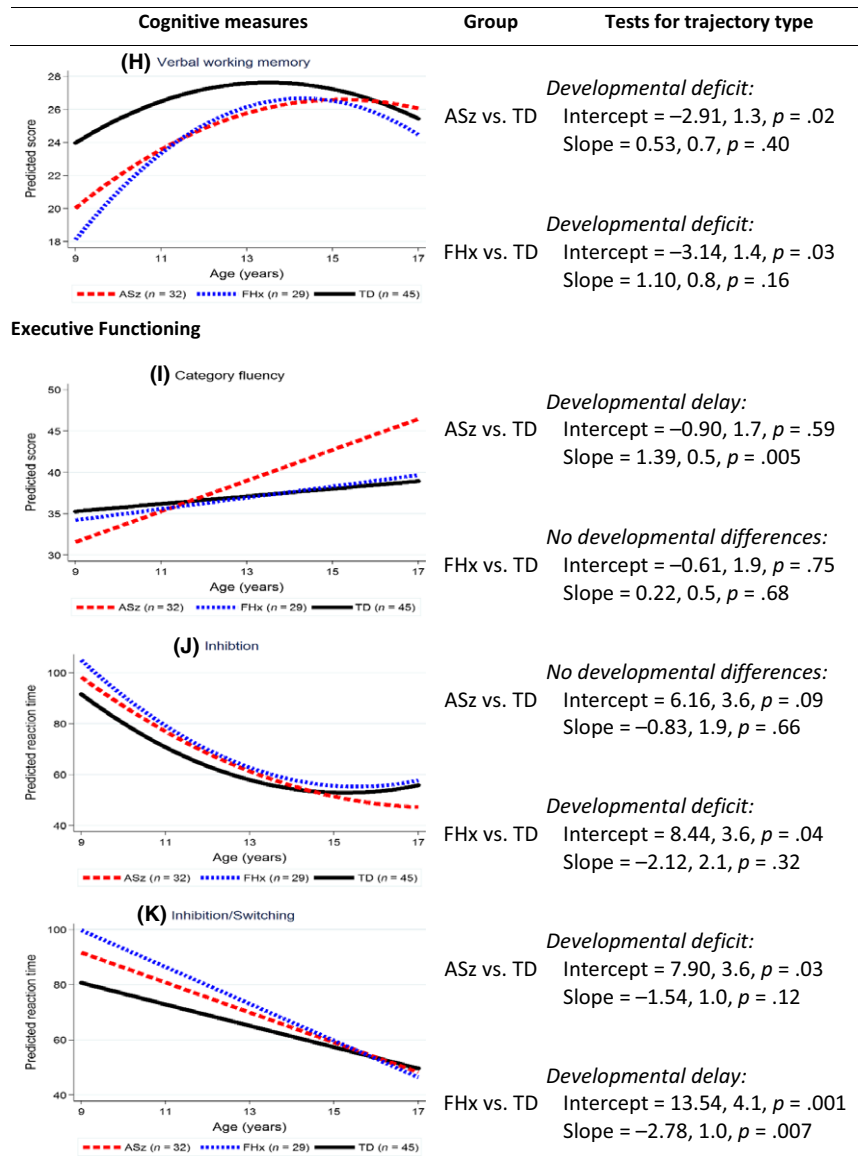 Cognitive measures Group Tests for trajectory type
(H) Verbal working memory
28
26
24
22
20
18
Predicted score
9 11 13 15 17
Age (years)
ASz (n = 32) FHx (n = 29) TD (n = 45)
ASz vs. TD
Developmental deficit:
Intercept = –2.91, 1.3, p = .02
Slope = 0.53, 0.7, p = .40
FHx vs. TD
Developmental deficit:
Intercept = –3.14, 1.4, p = .03
Slope = 1.10, 0.8, p = .16
Executive Functioning
(I) Category fluency
50
45
40
35
30
Predicted score
9 11 13 15 17
Age (years)
ASz (n = 32) FHx (n = 29) TD (n = 45)
ASz vs. TD
Developmental delay:
Intercept = –0.90, 1.7, p = .59
Slope = 1.39, 0.5, p = .005
FHx vs. TD
No developmental differences:
Intercept = –0.61, 1.9, p = .75
Slope = 0.22, 0.5, p = .68
(J) Inhibtion
100
80
60
40
Predicted reaction time
9 11 13 15 17
Age (years)
ASz (n = 32) FHx (n = 29) TD (n = 45)
ASz vs. TD
No developmental differences:
Intercept = 6.16, 3.6, p = .09
Slope = –0.83, 1.9, p = .66
FHx vs. TD
Developmental deficit:
Intercept = 8.44, 3.6, p = .04
Slope = –2.12, 2.1, p = .32
(K) Inhibition/Switching
100
80
60
40
Predicted reaction time
9 11 13 15 17
Age (years)
ASz (n = 32) FHx (n = 29) TD (n = 45)
ASz vs. TD
Developmental deficit:
Intercept = 7.90, 3.6, p = .03
Slope = –1.54, 1.0, p = .12
FHx vs. TD
Developmental delay:
Intercept = 13.54, 4.1, p = .001
Slope = –2.78, 1.0, p = .007